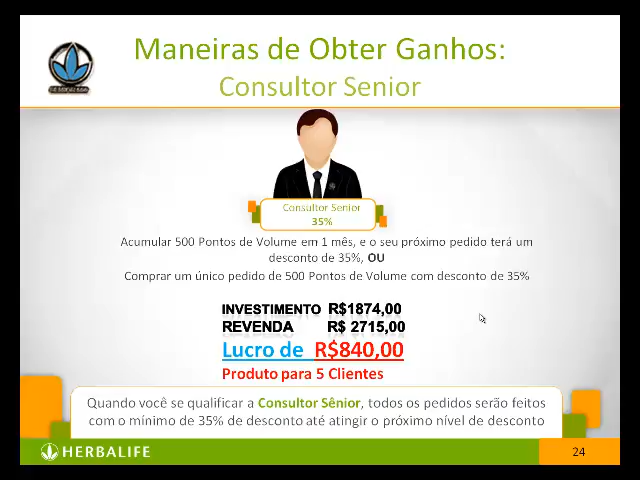 Maneiras de Obter Ganhos:
Consultor Senior
Consultor Senior
35%
Acumular 500 Pontos de Volume em 1 mês, e o seu próximo pedido terá um
desconto de 35%, OU
Comprar um único pedido de 500 Pontos de Volume com desconto de 35%
INVESTIMENTO R$1874,00
REVENDA R$ 2715,00
Lucro de R$840,00
Produto para 5 Clientes
Quando você se qualificar a Consultor Sênior, todos os pedidos serão feitos
com o mínimo de 35% de desconto até atingir o próximo nível de desconto
HERBALIFE
24